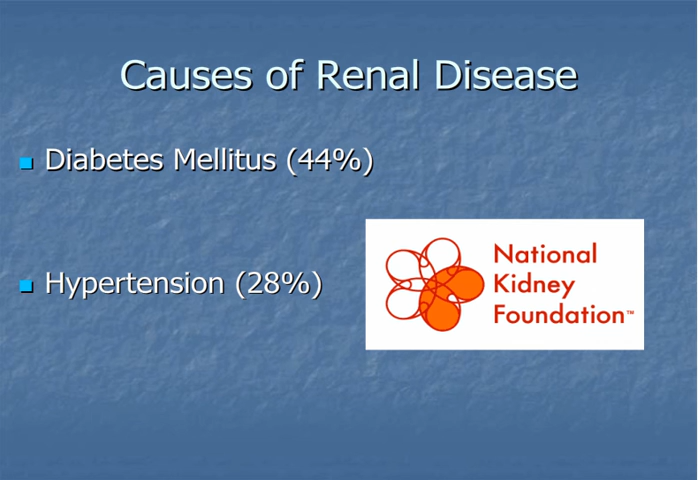 Causes of Renal Disease
Diabetes Mellitus (44%)
Hypertension (28%)
National
Kidney
Foundation™